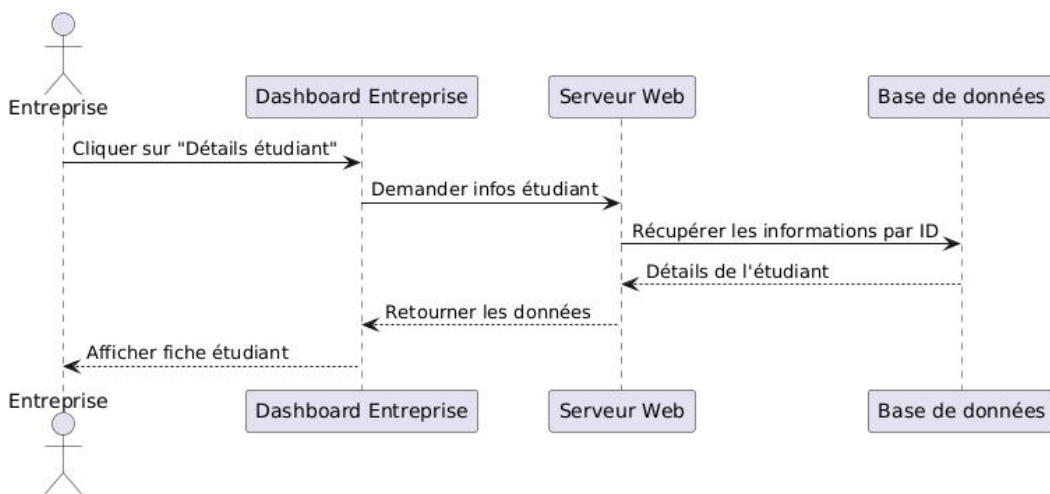 Entreprise
Dashboard Entreprise
Serveur Web
Base de données
Cliquer sur "Détails étudiant"
Demander infos étudiant
Récupérer les informations par ID
Détails de l'étudiant
Retourner les données
Afficher fiche étudiant
Entreprise
Dashboard Entreprise
Serveur Web
Base de données